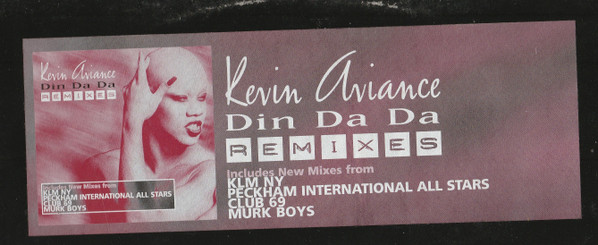 Kevin Aviance
Din Da Da
REMIXES
Includes New Mixes from
KLM NY
PECKHAM INTERNATIONAL ALL STARS
CLUB 69
MURK BOYS
Kevin Aviance
Din Da Da
REMIXES
Includes New Mixes from
KLM NY
PECKHAM INTERNATIONAL ALL STARS
CLUB 69
MURK BOYS